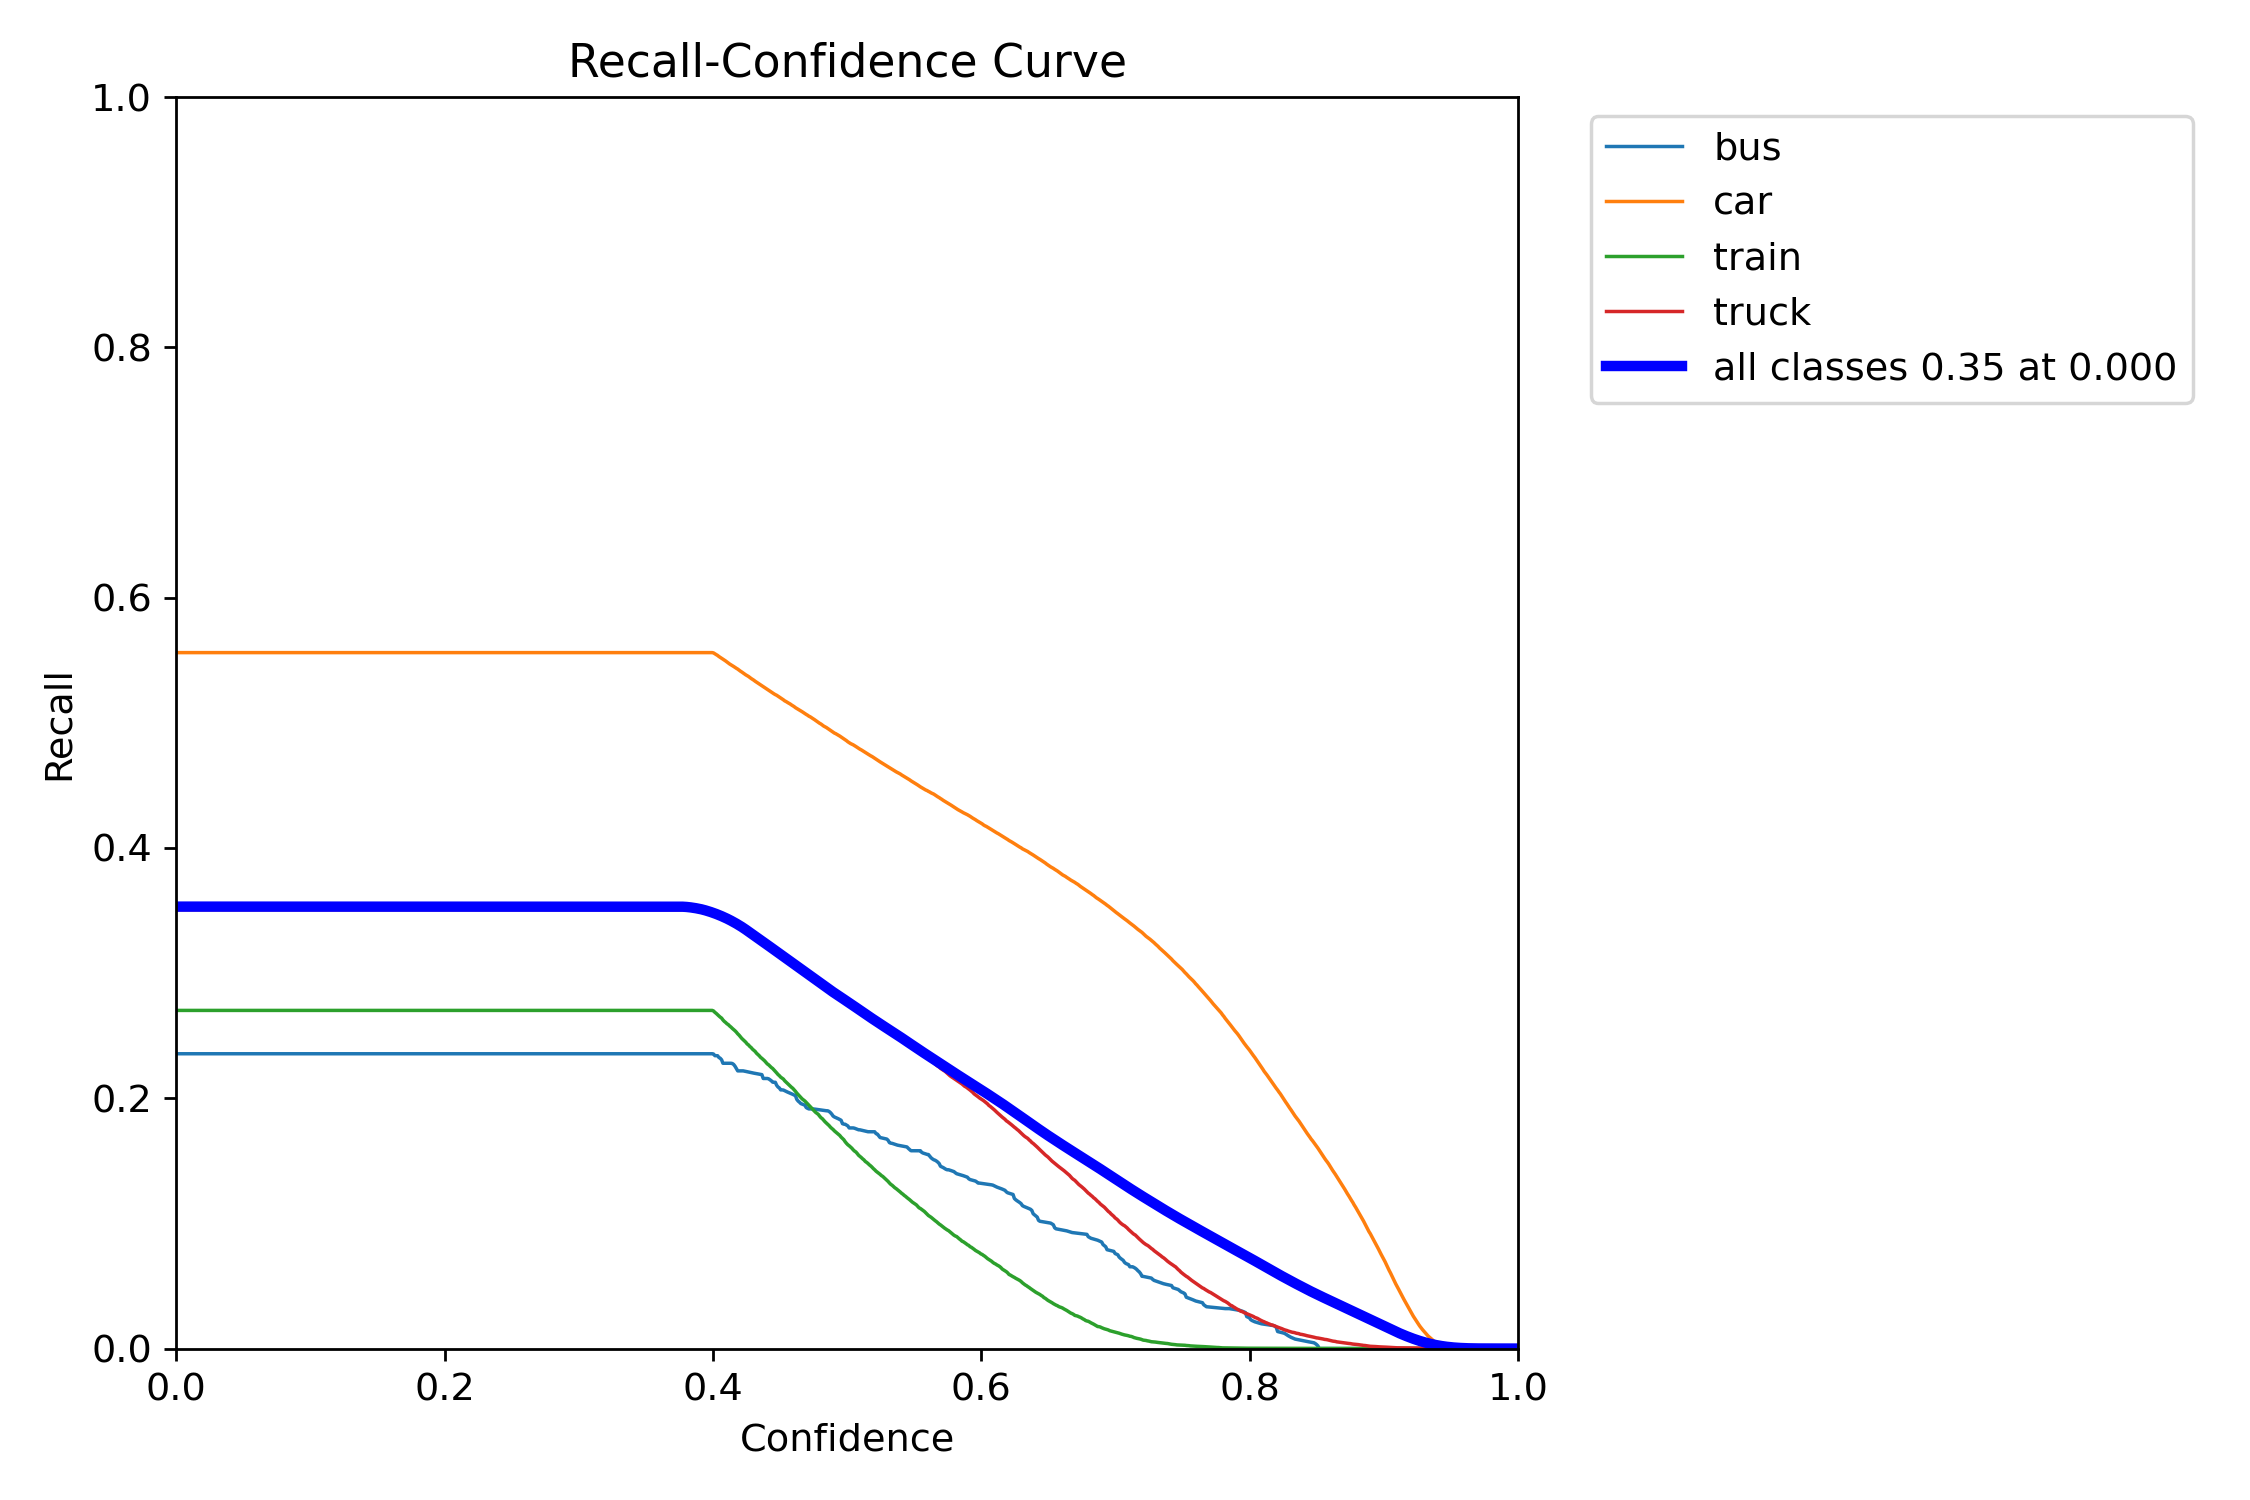 Recall-Confidence Curve
1.0
0.8
0.6
0.4
0.2
0.0
Recall
0.0 0.2 0.4 0.6 0.8 1.0
Confidence
bus
car
train
truck
all classes 0.35 at 0.000